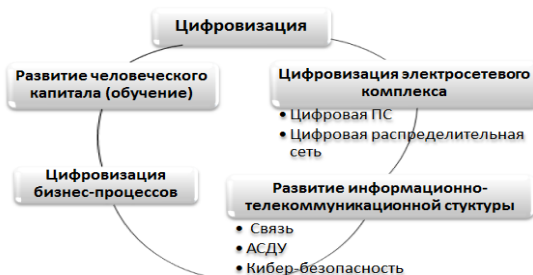 Цифровизация
Развитие человеческого
капитала (обучение)
Цифровизация электросетевого
комплекса
• Цифровая ПС
• Цифровая распределительная
сеть
Цифровизация
бизнес-процессов
Развитие информационно-
телекоммуникационной стуктуры
• Связь
• АСДУ
• Кибер-безопасность